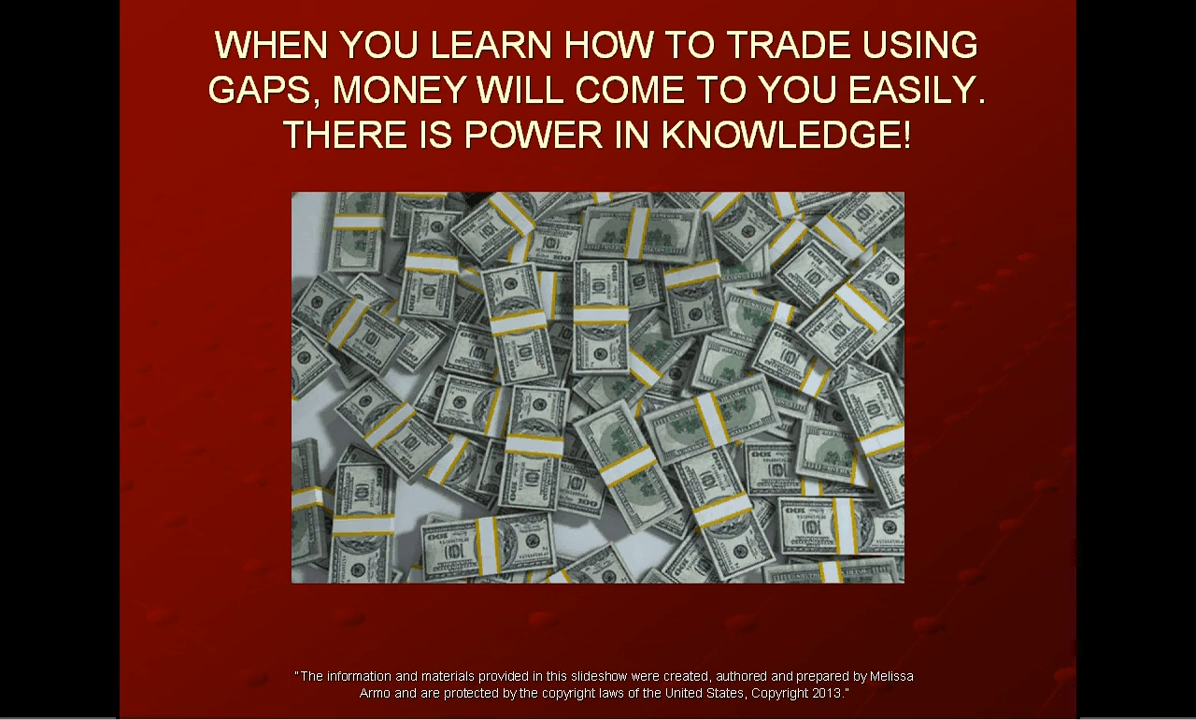 WHEN YOU LEARN HOW TO TRADE USING
GAPS, MONEY WILL COME TO YOU EASILY.
THERE IS POWER IN KNOWLEDGE!
"The information and materials provided in this slideshow were created, authored and prepared by Melissa
Armo and are protected by the copyright laws of the United States, Copyright 2013."